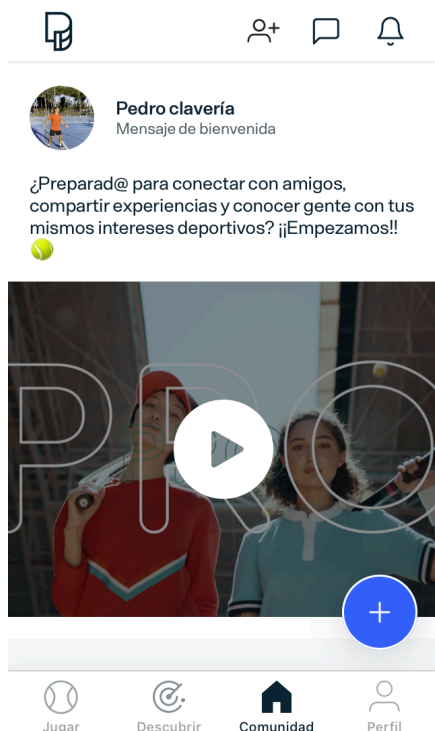 Pedro clavería
Mensaje de bienvenida
¿Preparad@ para conectar con amigos,
compartir experiencias y conocer gente con tus
mismos intereses deportivos? ¡¡Empezamos!!
PRO
Jugar
Descubrir
Comunidad
Perfil